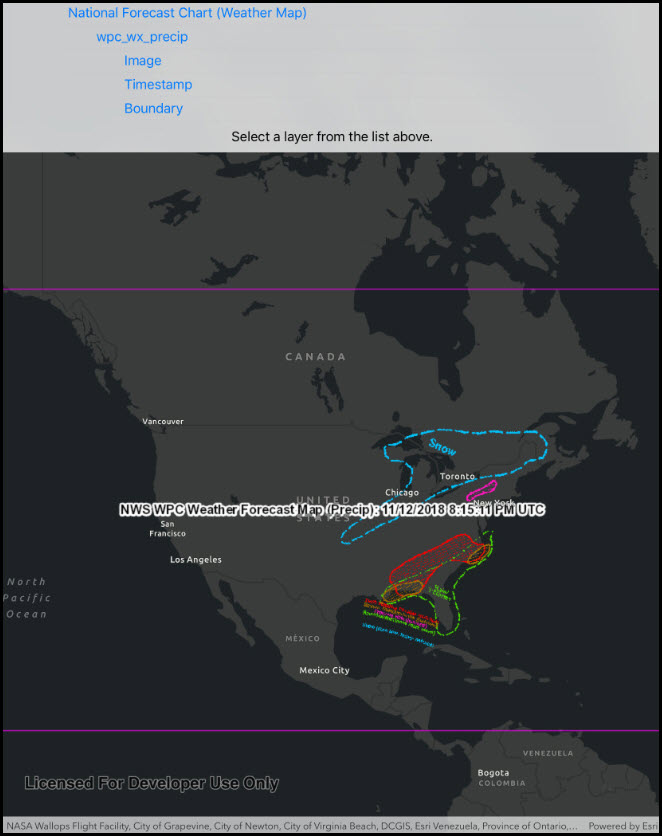 National Forecast Chart (Weather Map)
wpc_wx_precip
Image
Timestamp
Boundary
Select a layer from the list above.
CANADA
Vancouver
Snow
Toronto
Chicago
New York
UNITED
NWS WPC Weather Forecast Map (Precip): 11/12/2018 8:15:11 PM UTC
STATES
San
Francisco
Los Angeles
North
Pacific
Ocean
MÉXICO
Mexico City
VENEZUELA
Bogota
COLOMBIA
Licensed For Developer Use Only
1
NASA Wallops Flight Facility, City of Grapevine, City of Newton, City of Virginia Beach, DCGIS, Esri Venezuela, Province of Ontario,... Powered by Esri